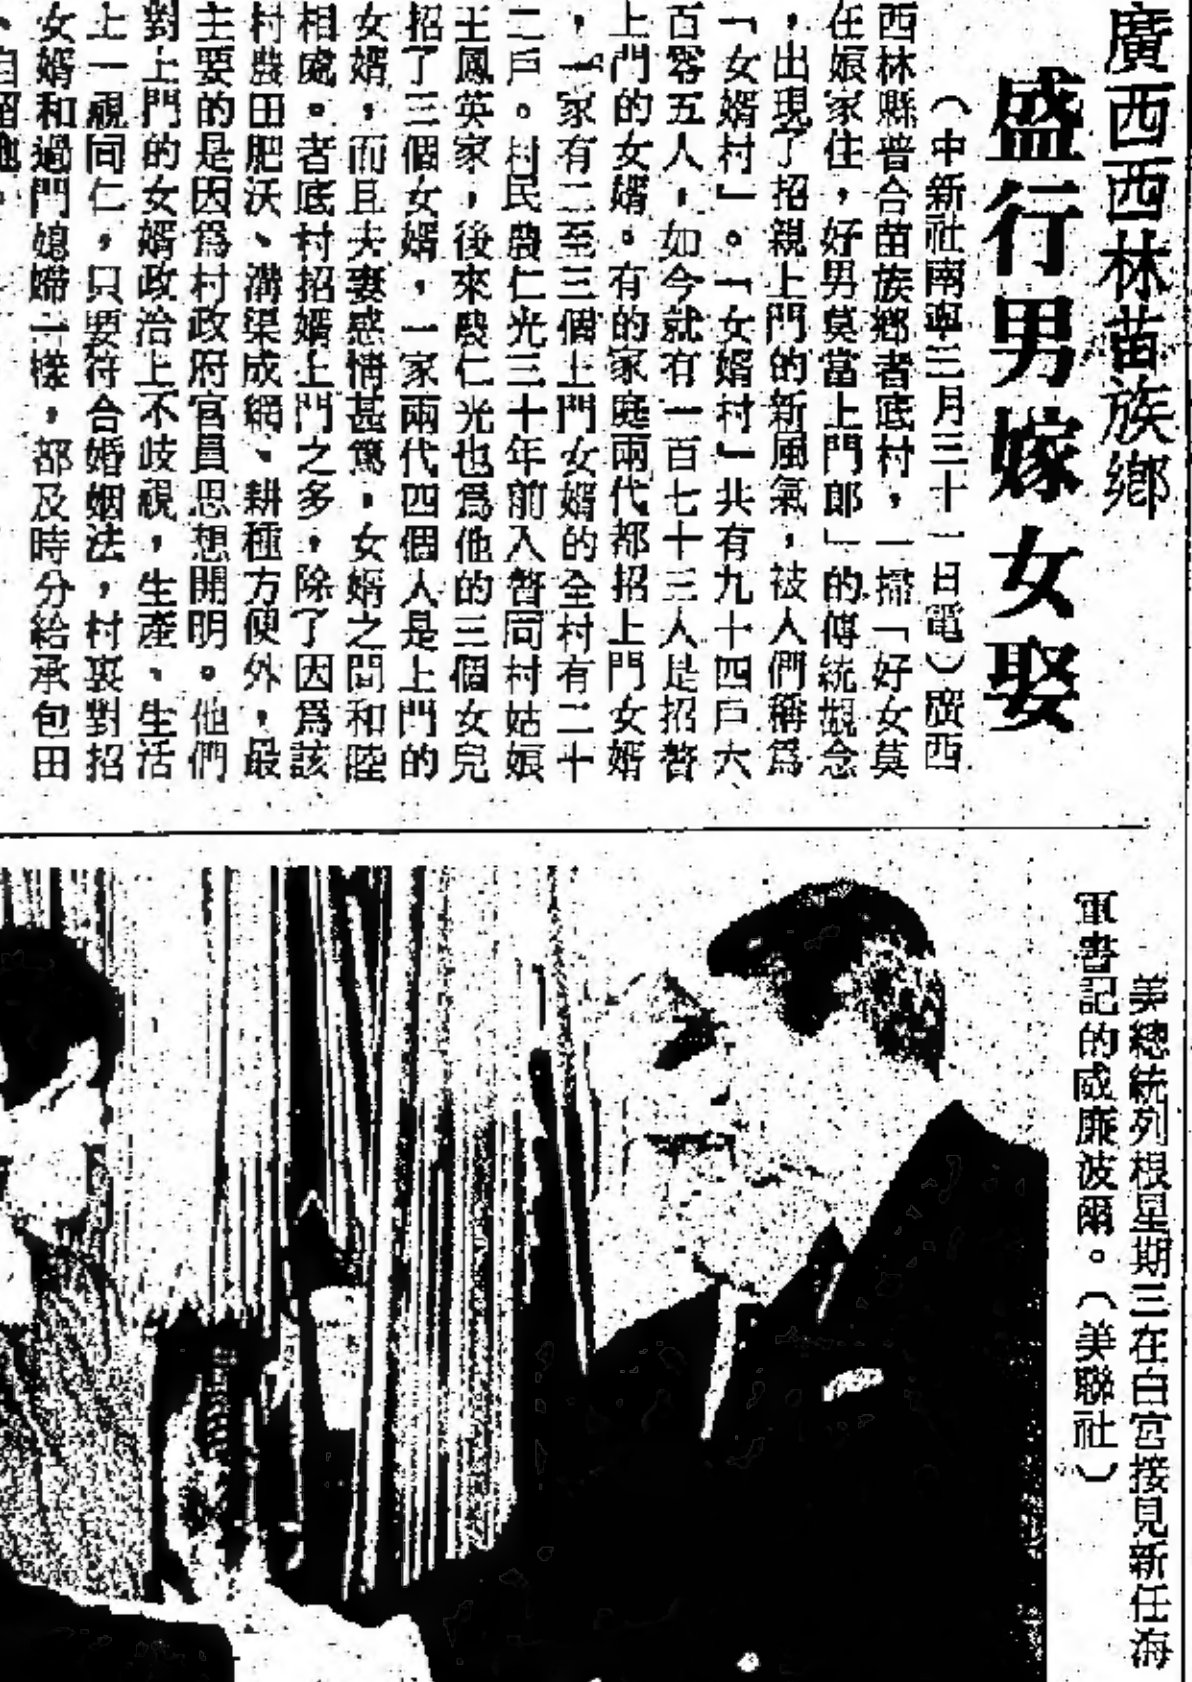 廣西西林苗族鄉
盛行男嫁女娶
（中新社南寧三月三十一日電）廣西
西林縣普合苗族鄉者底村，一掃「好女莫
在娘家住，好男莫當上門郎」的傳統觀念
，出現了招親上門的新風氣，被人們稱爲
「女婿村」。「女婿村」共有九十四戶六
百零五人，如今就有一百七十三人是招贅
上門的女婿。有的家庭兩代都招上門女婿
，一家有二至三個上門女婿的全村有二十
二戶。村民農仁光三十年前入贅同村姑娘
王鳳英家，後來農仁光也爲他的三個女兒
招了三個女婿，一家兩代四個人是上門的
女婿，而且夫妻感情甚篤，女婿之間和陸
相處。者底村招婿上門之多，除了因爲該
村農田肥沃、溝渠成網、耕種方便外，最
主要的是因爲村政府官員思想開明。他們
對上門的女婿政治上不歧視，生產、生活
上一視同仁，只要符合婚姻法，村裏對招
女婿和過門媳婦一樣，都及時分給承包田
、自留地。
美總統列根星期三在白宮接見新任海
軍書記的威廉波爾。（美聯社）